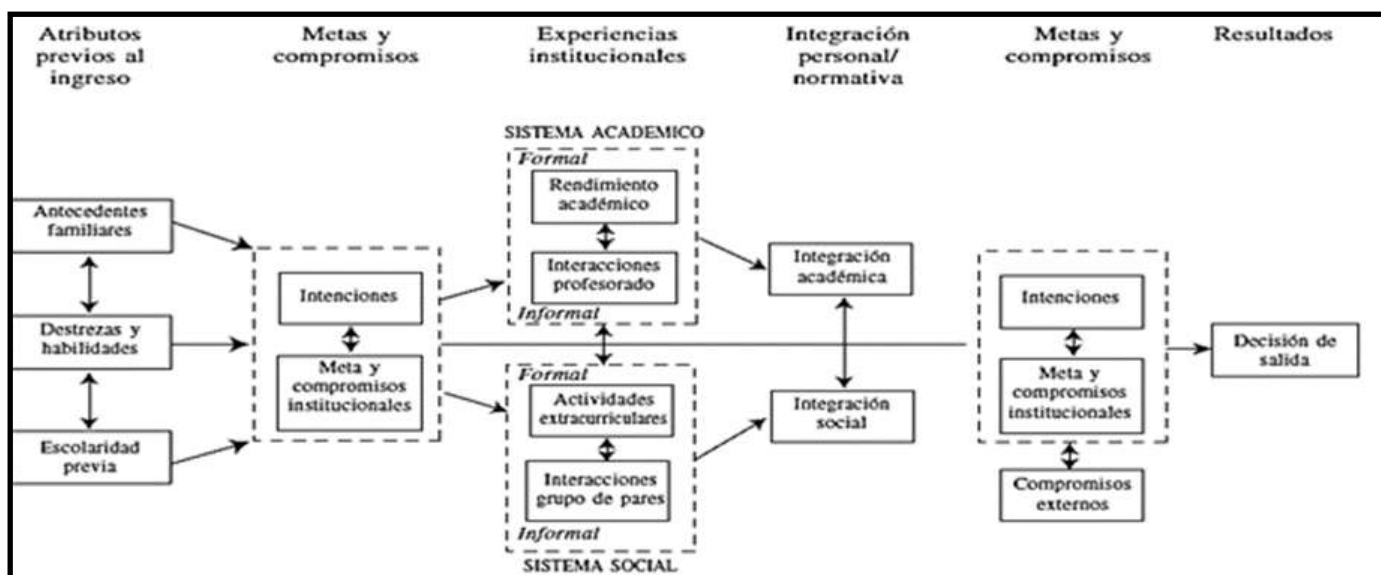 Atributos
previos al
ingreso
Metas y
compromisos
Experiencias
institucionales
Integración
personal/
normativa
Metas y
compromisos
Resultados
Antecedentes
familiares
Destrezas y
habilidades
Escolaridad
previa
Intenciones
Meta y
compromisos
institucionales
SISTEMA ACADEMICO
Formal
Rendimiento
académico
Interacciones
profesorado
Informal
Formal
Actividades
extracurriculares
Interacciones
grupo de pares
Informal
SISTEMA SOCIAL
Integración
académica
Integración
social
Intenciones
Meta y
compromisos
institucionales
Compromisos
externos
Decisión de
salida